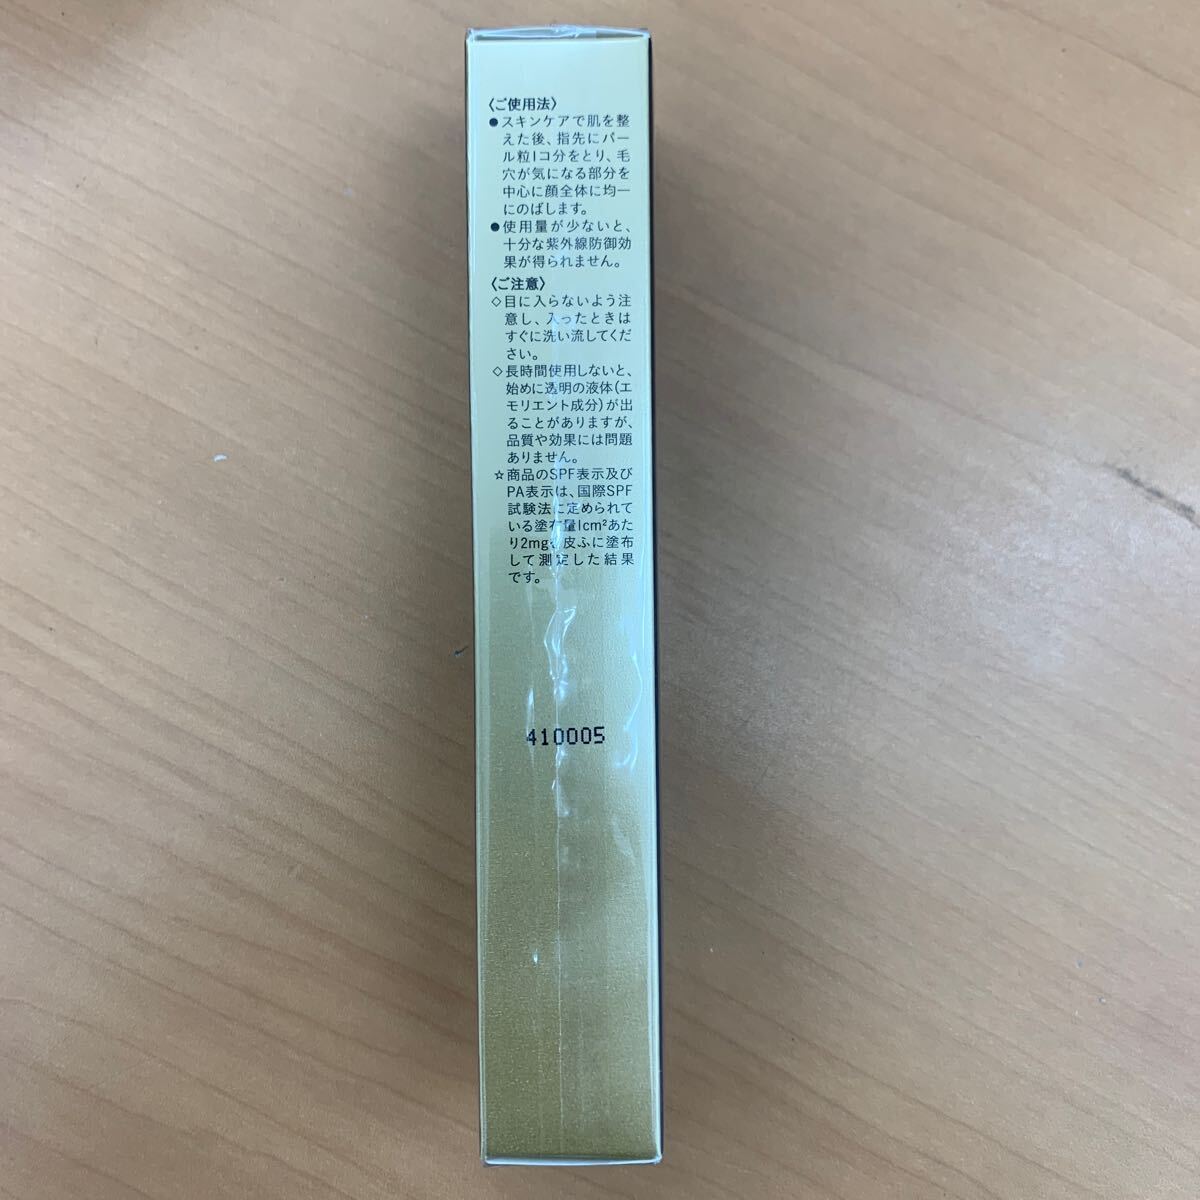 〈ご使用法〉
●スキンケアで肌を整
えた後、指先にパー
ル粒1コ分をとり、毛
穴が気になる部分を
中心に顔全体に均一
にのばします。
●使用量が少ないと、
十分な紫外線防御効
果が得られません。
〈ご注意〉
◇目に入らないよう注
意し、入ったときは
すぐに洗い流してくだ
さい。
◇長時間使用しないと、
始めに透明の液体(エ
モリエント成分)が出
ることがありますが、
品質や効果には問題
ありません。
☆商品のSPF表示及び
PA表示は、国際SPF
試験法に定められて
いる塗布量1cm²あた
り2mgを皮ふに塗布
して測定した結果
です。
410005